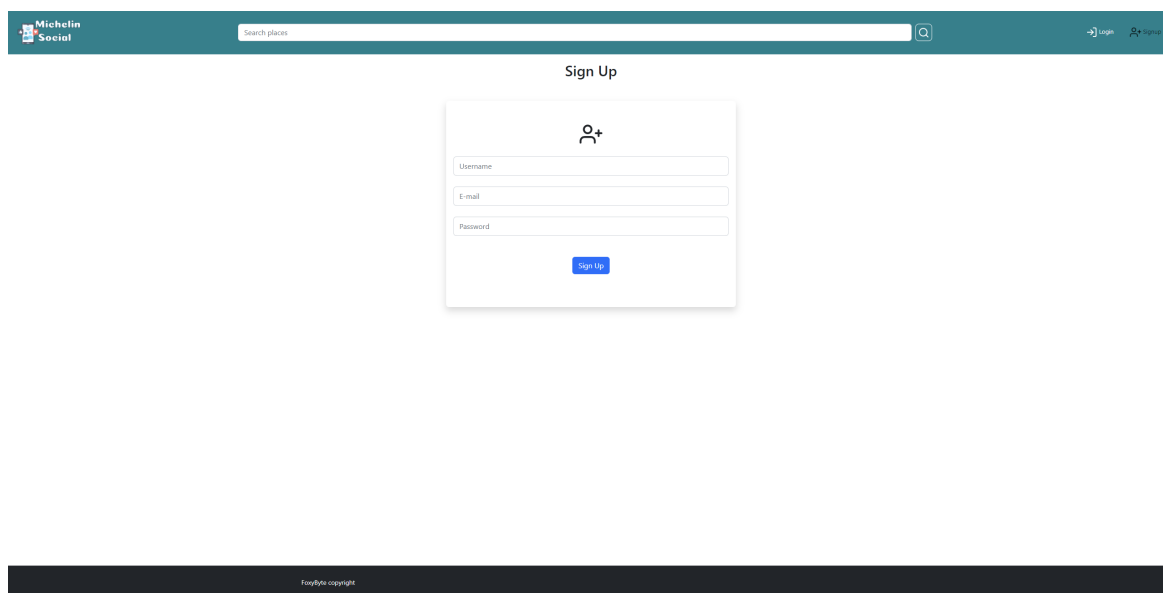 Michelin
Social
Search places
Login
Signup
Sign Up
Username
E-mail
Password
Sign Up
FoxyByte copyright